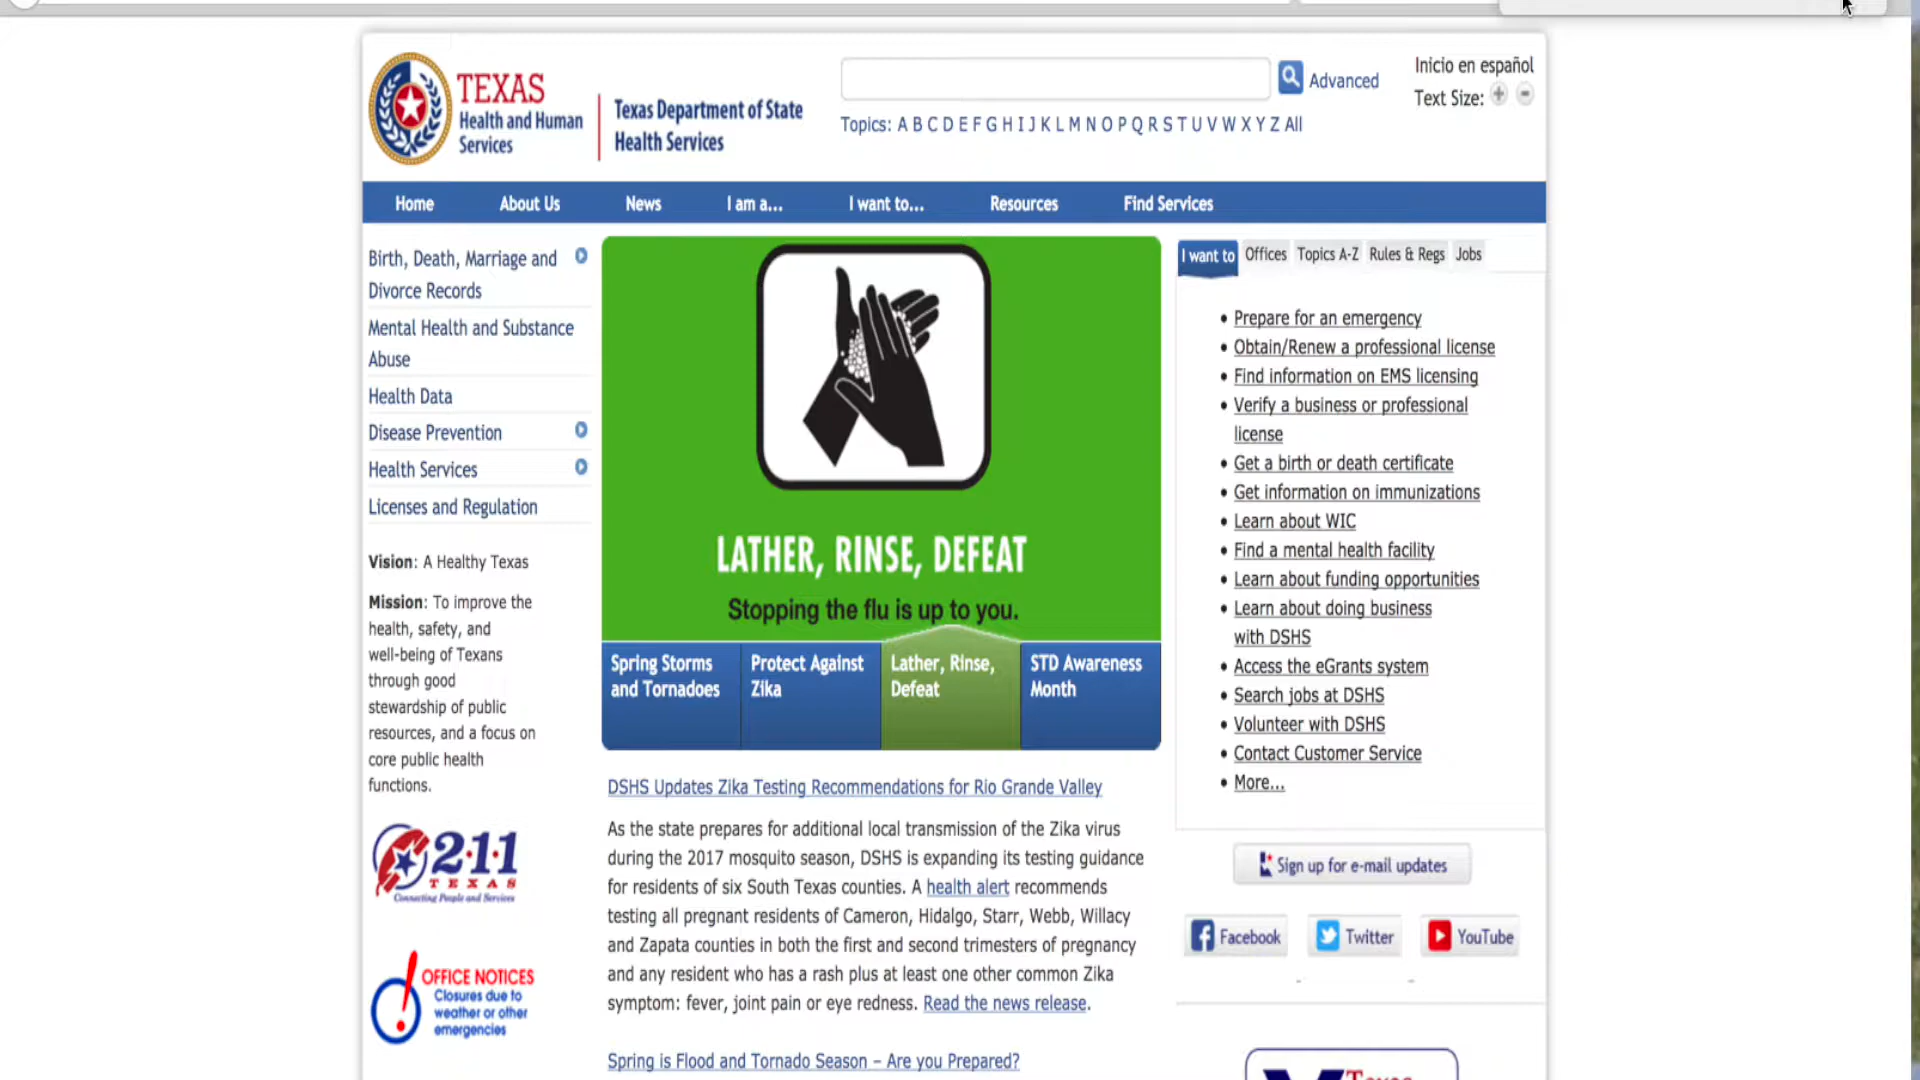 TEXAS
Health and Human
Services
Texas Department of State
Health Services
Advanced
Topics: A B C D E F G H I J K L M N O P Q R S T U V W X Y Z All
Inicio en español
Text Size:
Home About Us News I am a... I want to... Resources Find Services
Birth, Death, Marriage and
Divorce Records
Mental Health and Substance
Abuse
Health Data
Disease Prevention
Health Services
Licenses and Regulation
Vision: A Healthy Texas
Mission: To improve the
health, safety, and
well-being of Texans
through good
stewardship of public
resources, and a focus on
core public health
functions.
2·1·1
TEXAS
Connecting People and Services
OFFICE NOTICES
Closures due to
weather or other
emergencies
LATHER, RINSE, DEFEAT
Stopping the flu is up to you.
Spring Storms
and Tornadoes
Protect Against
Zika
Lather, Rinse,
Defeat
STD Awareness
Month
DSHS Updates Zika Testing Recommendations for Rio Grande Valley
As the state prepares for additional local transmission of the Zika virus
during the 2017 mosquito season, DSHS is expanding its testing guidance
for residents of six South Texas counties. A health alert recommends
testing all pregnant residents of Cameron, Hidalgo, Starr, Webb, Willacy
and Zapata counties in both the first and second trimesters of pregnancy
and any resident who has a rash plus at least one other common Zika
symptom: fever, joint pain or eye redness. Read the news release.
Spring is Flood and Tornado Season – Are you Prepared?
I want to Offices Topics A-Z Rules & Regs Jobs
• Prepare for an emergency
• Obtain/Renew a professional license
• Find information on EMS licensing
• Verify a business or professional
license
• Get a birth or death certificate
• Get information on immunizations
• Learn about WIC
• Find a mental health facility
• Learn about funding opportunities
• Learn about doing business
with DSHS
• Access the eGrants system
• Search jobs at DSHS
• Volunteer with DSHS
• Contact Customer Service
• More...
Sign up for e-mail updates
Facebook Twitter YouTube
Texas